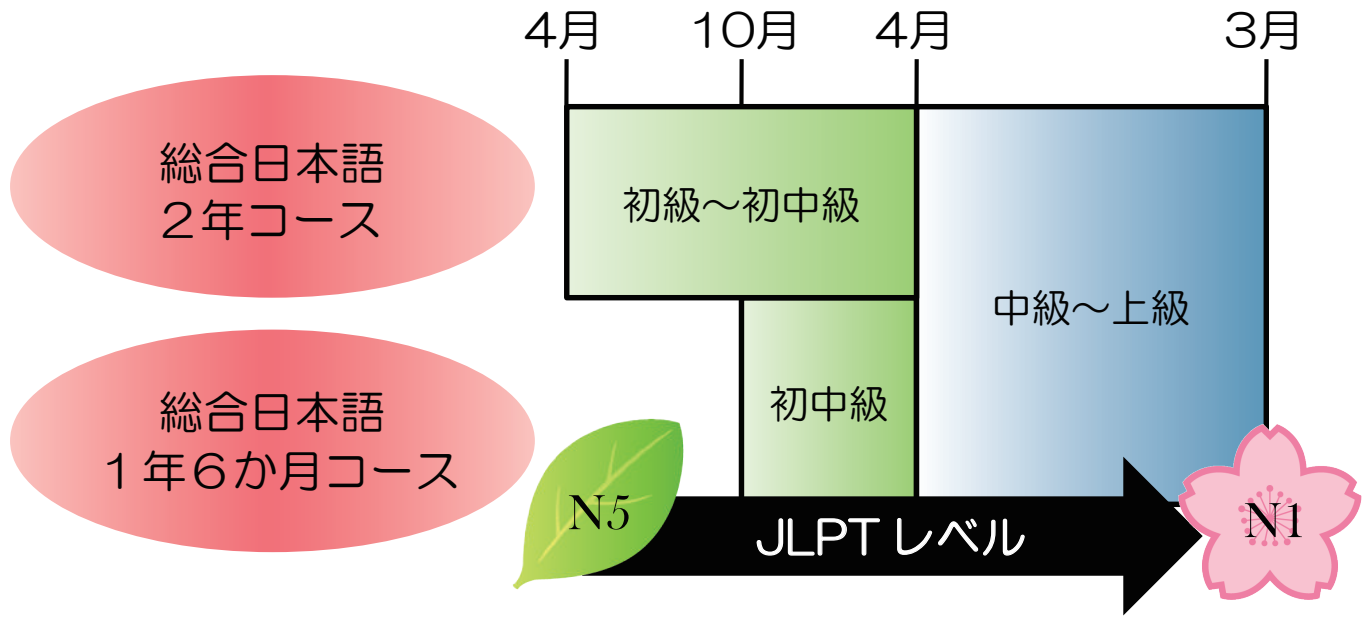 4月 10月 4月 3月
総合日本語
２年コース
初級～初中級
中級～上級
総合日本語
１年６か月コース
初中級
N5
JLPT レベル
N1